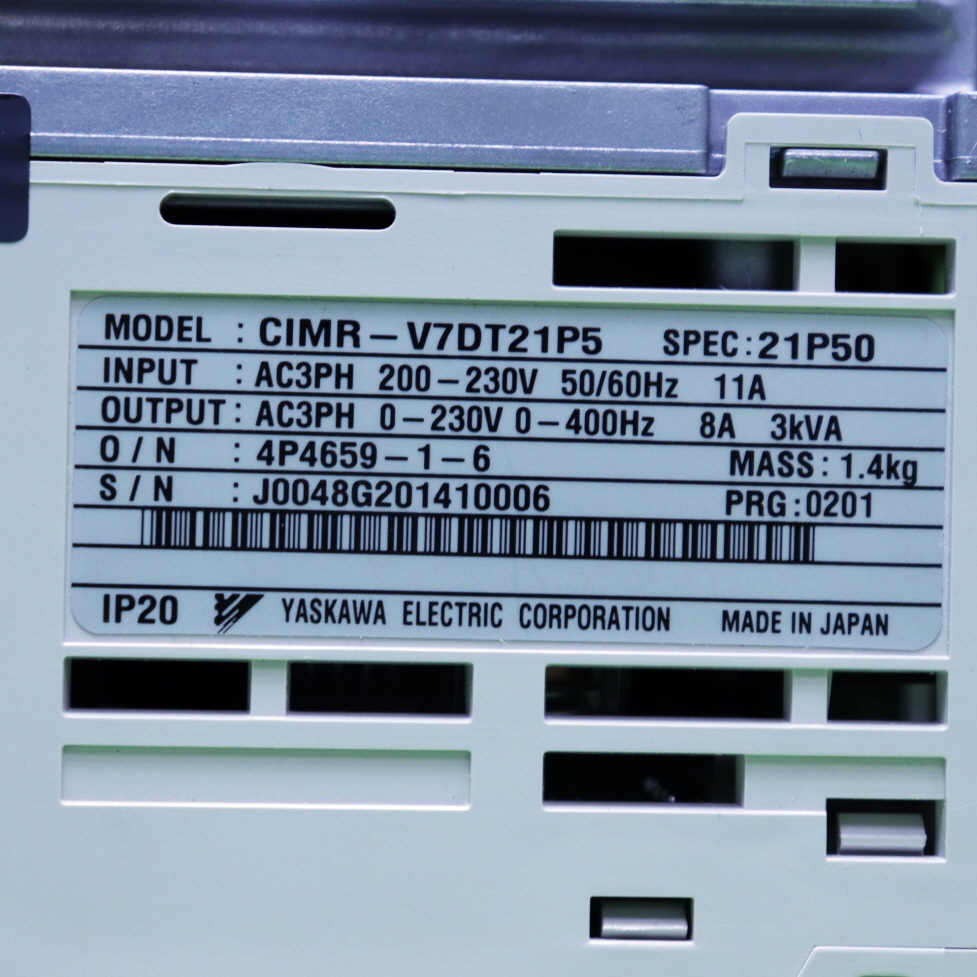 MODEL : CIMR-V7DT21P5 SPEC:21P50
INPUT : AC3PH 200-230V 50/60Hz 11A
OUTPUT : AC3PH 0-230V 0-400Hz 8A 3kVA
O/N : 4P4659-1-6 MASS: 1.4kg
S/N : J0048G201410006 PRG:0201
IP20 YASKAWA ELECTRIC CORPORATION MADE IN JAPAN